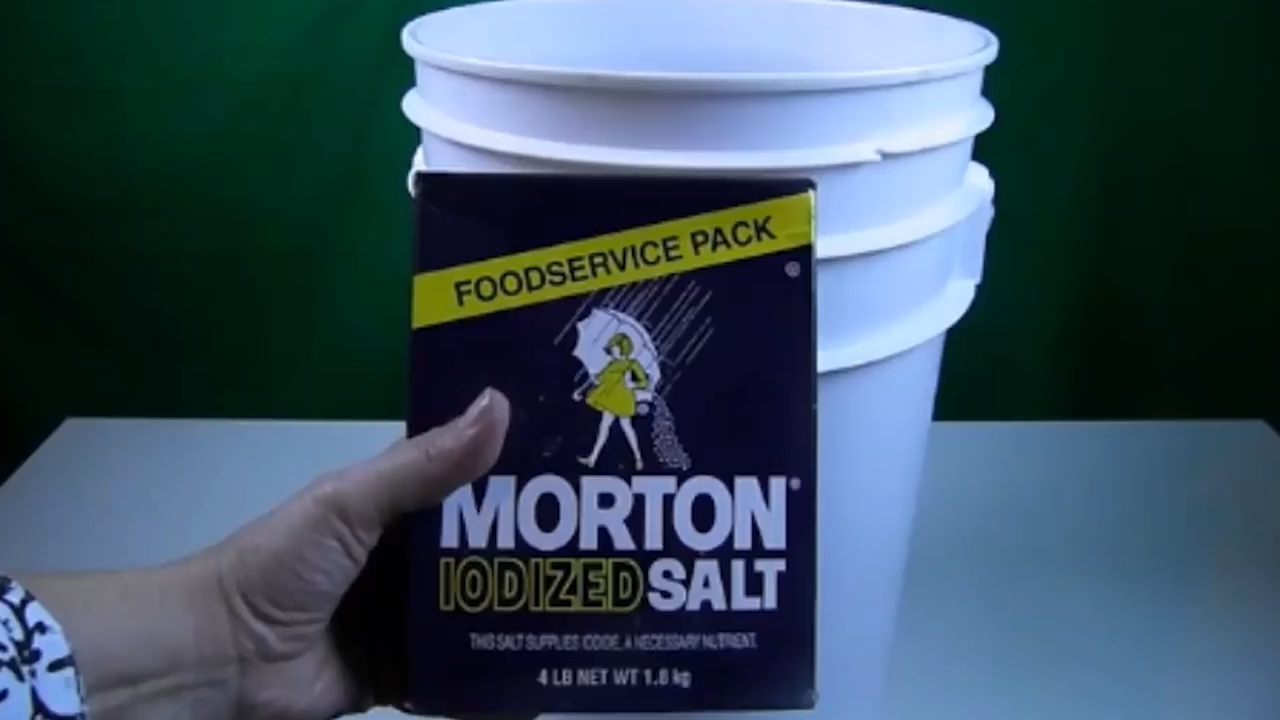 FOODSERVICE PACK
®
MORTON®
IODIZED SALT
THIS SALT SUPPLIES IODIDE, A NECESSARY NUTRIENT.
4 LB NET WT 1.8 kg